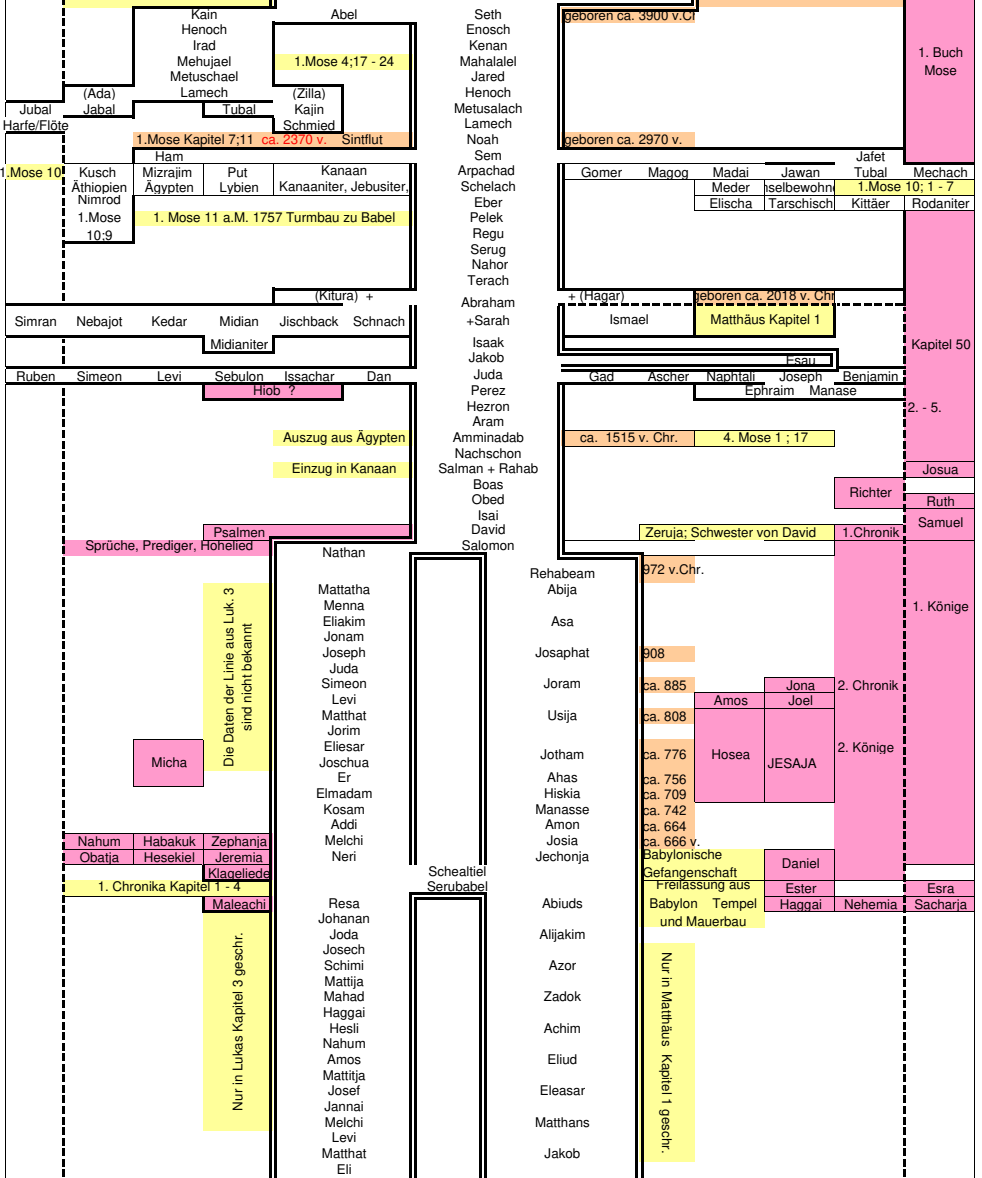 Kain Abel Seth geboren ca. 3900 v.Chr
Henoch Enosch
Irad Kenan
Mehujael 1.Mose 4;17 - 24 Mahalalel 1. Buch
Metuschael Jared Mose
(Ada) Lamech (Zilla) Henoch
Jubal Jabal Tubal Kajin Metusalach
Harfe/Flöte Schmied Lamech
1.Mose Kapitel 7;11 ca. 2370 v. Sintflut Noah geboren ca. 2970 v.
Ham Sem Jafet
1.Mose 10 Kusch Mizrajim Put Kanaan Arpachad Gomer Magog Madai Jawan Tubal Mechach
Äthiopien Ägypten Lybien Kanaaniter, Jebusiter, Schelach Meder nselbewohn 1.Mose 10; 1 - 7
Nimrod Eber Elischa Tarschisch Kittäer Rodaniter
1.Mose 1. Mose 11 a.M. 1757 Turmbau zu Babel Pelek
10;9 Regu
Serug
Nahor
Terach
(Kitura) + Abraham + (Hagar) geboren ca. 2018 v. Chr
Simran Nebajot Kedar Midian Jischback Schnach +Sarah Ismael Matthäus Kapitel 1
Midianiter Isaak Kapitel 50
Jakob Esau
Ruben Simeon Levi Sebulon Issachar Dan Juda Gad Ascher Naphtali Joseph Benjamin
Hiob ? Perez Ephraim Manase
Hezron 2. - 5.
Aram
Auszug aus Ägypten Amminadab ca. 1515 v. Chr. 4. Mose 1 ; 17
Nachschon
Einzug in Kanaan Salman + Rahab Josua
Boas Richter
Obed Ruth
Isai Samuel
Psalmen David Zeruja; Schwester von David 1.Chronik
Sprüche, Prediger, Hohelied Salomon
Nathan
Rehabeam 972 v.Chr.
Mattatha Abija
Menna 1. Könige
Eliakim Asa
Jonam
Joseph Josaphat 908
Juda
Simeon Joram ca. 885 Jona 2. Chronik
Levi Amos Joel
Matthat Usija ca. 808
Jorim
Die Daten der Linie aus Luk. 3
sind nicht bekannt
Eliesar Jotham ca. 776 Hosea JESAJA 2. Könige
Micha Joschua
Er Ahas ca. 756
Elmadam Hiskia ca. 709
Kosam Manasse ca. 742
Addi Amon ca. 664
Nahum Habakuk Zephanja Melchi Josia ca. 666 v.
Obatja Hesekiel Jeremia Neri Jechonja Babylonische Daniel
Klageliede Schealtiel Gefangenschaft
1. Chronika Kapitel 1 - 4 Serubabel Freilassung aus Ester Esra
Maleachi Resa Abiuds Babylon Tempel Haggai Nehemia Sacharja
Johanan und Mauerbau
Joda Alijakim
Josech
Schimi Azor
Mattija
Mahad Zadok
Haggai
Hesli Achim
Nahum
Amos Eliud
Mattitja
Josef Eleasar
Jannai
Melchi Matthans
Levi
Matthat Jakob
Eli
Nur in Lukas Kapitel 3 geschr.
Nur in Matthäus Kapitel 1 geschr.